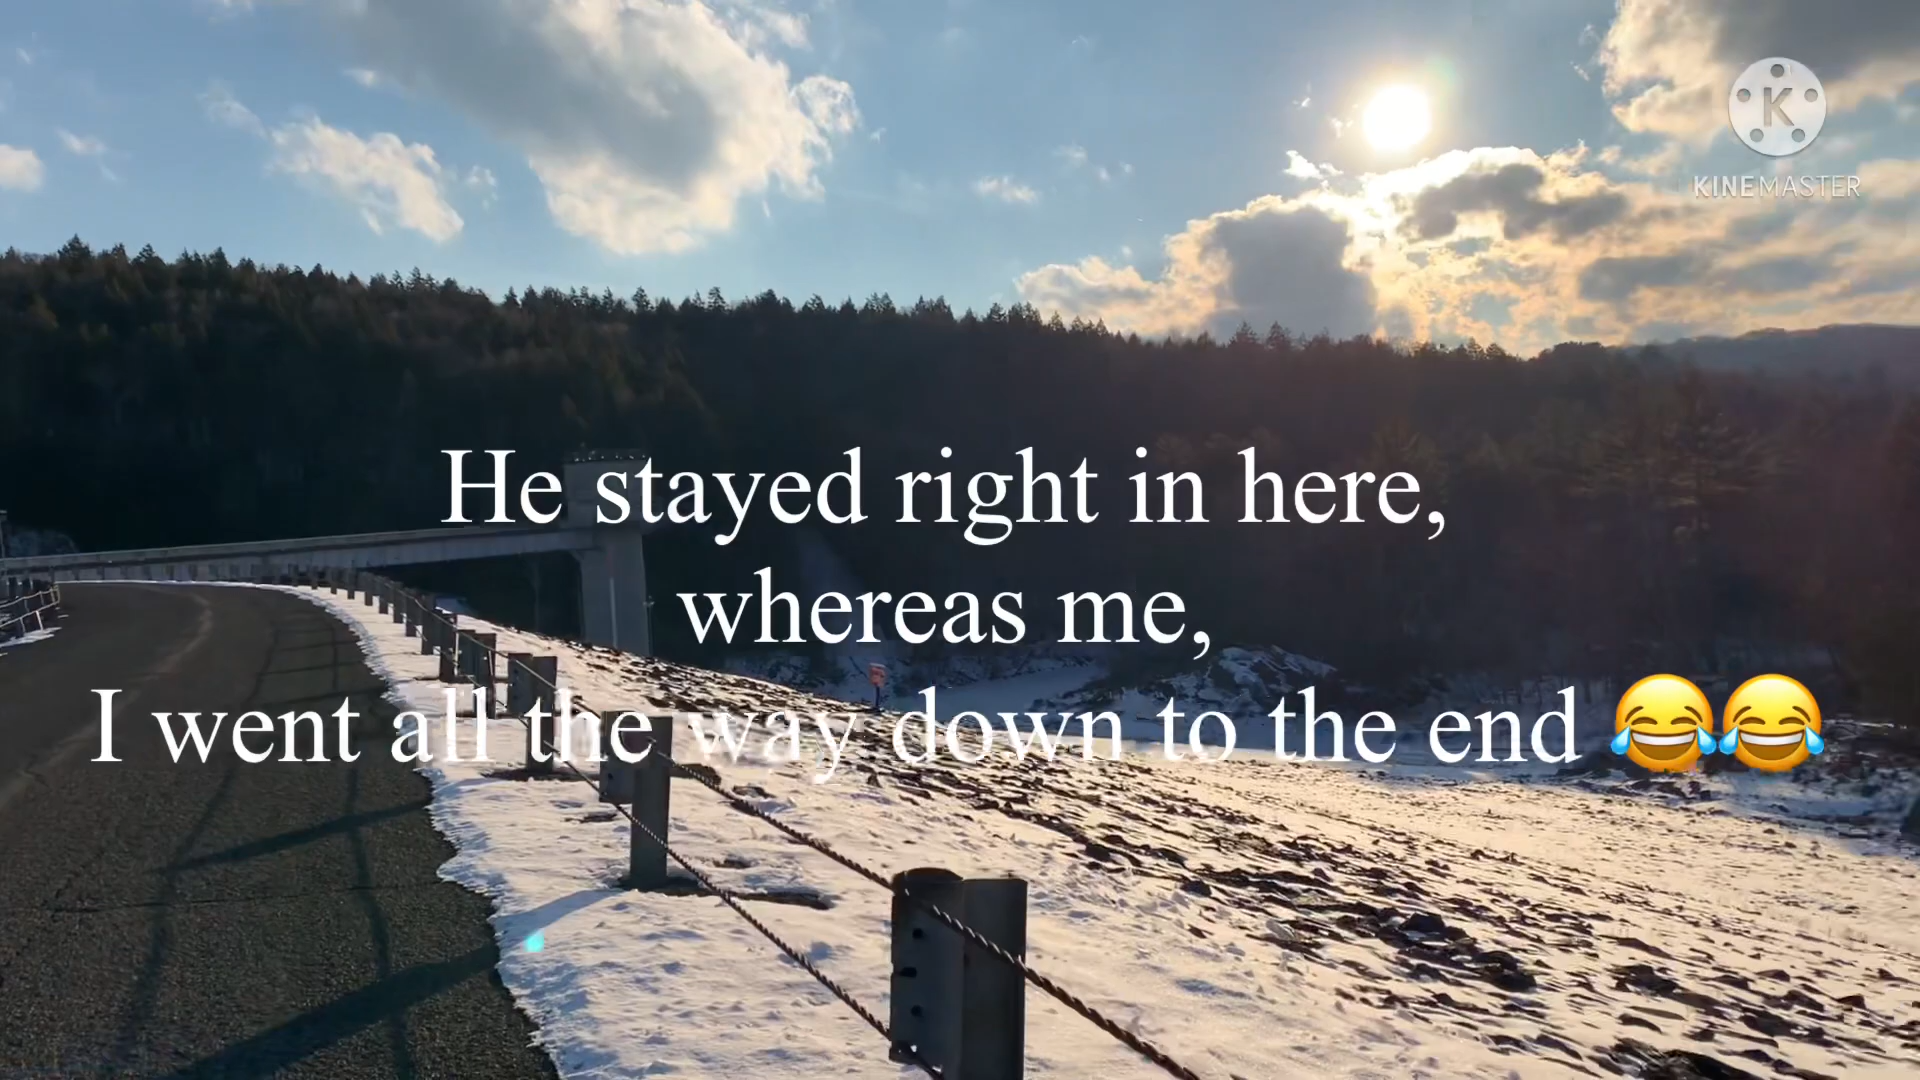 K
KINEMASTER
He stayed right in here,
whereas me,
I went all the way down to the end 😂😂